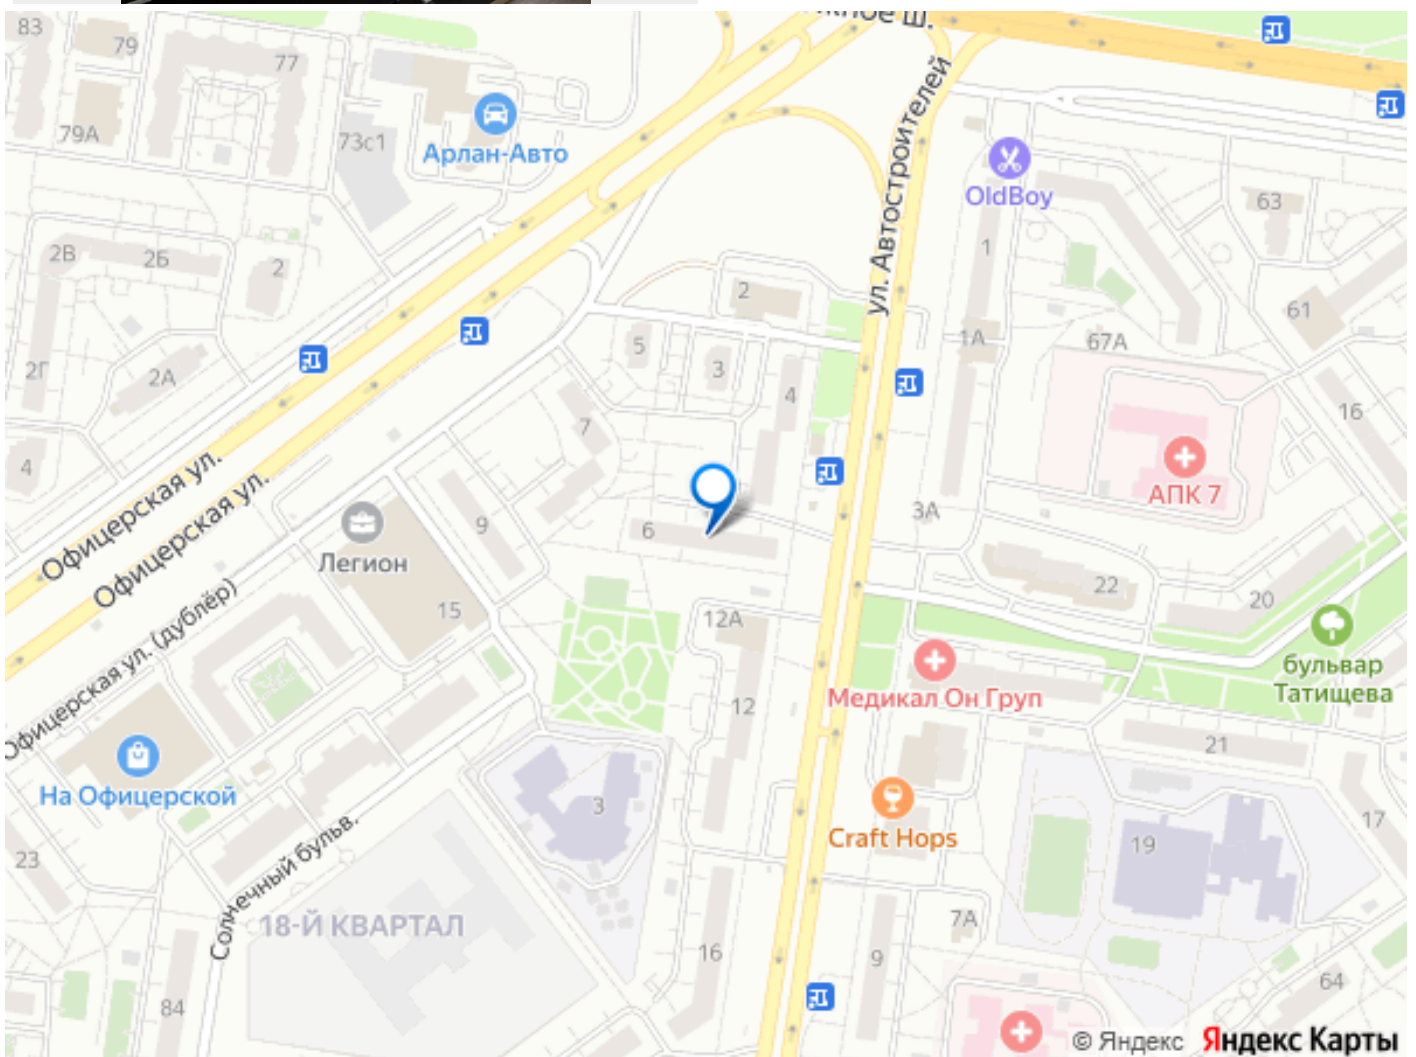 83
79
77
жное ш.
ул. Автостроителей
79А
73с1
Арлан-Авто
OldBoy
63
1
2В
2Б
2
2
61
1А
67А
5
3
4
2Г
2А
16
7
4
Офицерская ул.
Офицерская ул.
АПК 7
9
6
3А
Легион
15
22
20
Офицерская ул. (дублёр)
12А
бульвар
Татищева
Медикал Он Груп
12
21
На Офицерской
3
Craft Hops
19
17
23
Солнечный бульв.
18-Й КВАРТАЛ
7А
16
9
64
84
© Яндекс Яндекс Карты